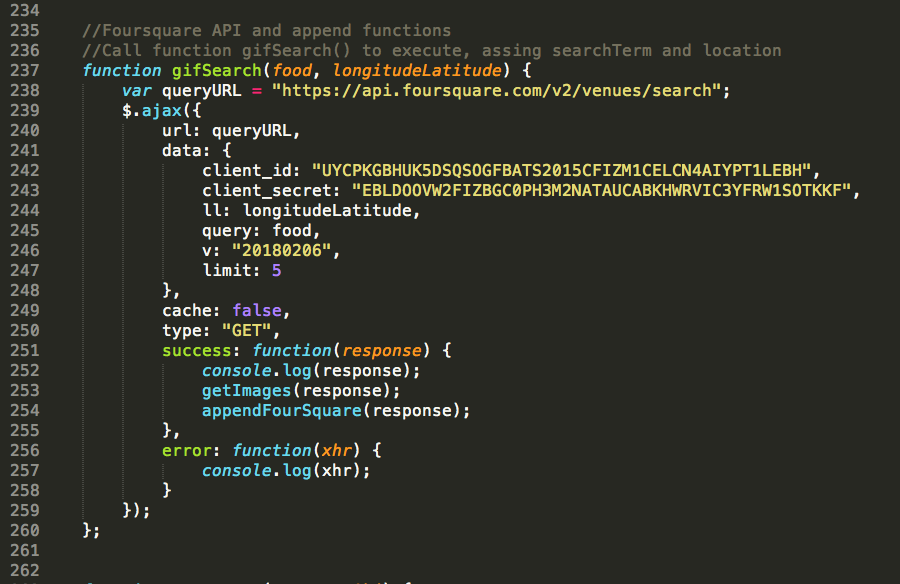 234
235 //Foursquare API and append functions
236 //Call function gifSearch() to execute, assing searchTerm and location
237 function gifSearch(food, longitudeLatitude) {
238 var queryURL = "https://api.foursquare.com/v2/venues/search";
239 $.ajax({
240 url: queryURL,
241 data: {
242 client_id: "UYCPKGBHUK5DSQSOGFBATS2015CFIZM1CELCN4AIYPT1LEBH",
243 client_secret: "EBLDOOVW2FIZBGC0PH3M2NATAUCABKHWRVIC3YFRW1SOTKKF",
244 ll: longitudeLatitude,
245 query: food,
246 v: "20180206",
247 limit: 5
248 },
249 cache: false,
250 type: "GET",
251 success: function(response) {
252 console.log(response);
253 getImages(response);
254 appendFourSquare(response);
255 },
256 error: function(xhr) {
257 console.log(xhr);
258 }
259 });
260 };
261
262